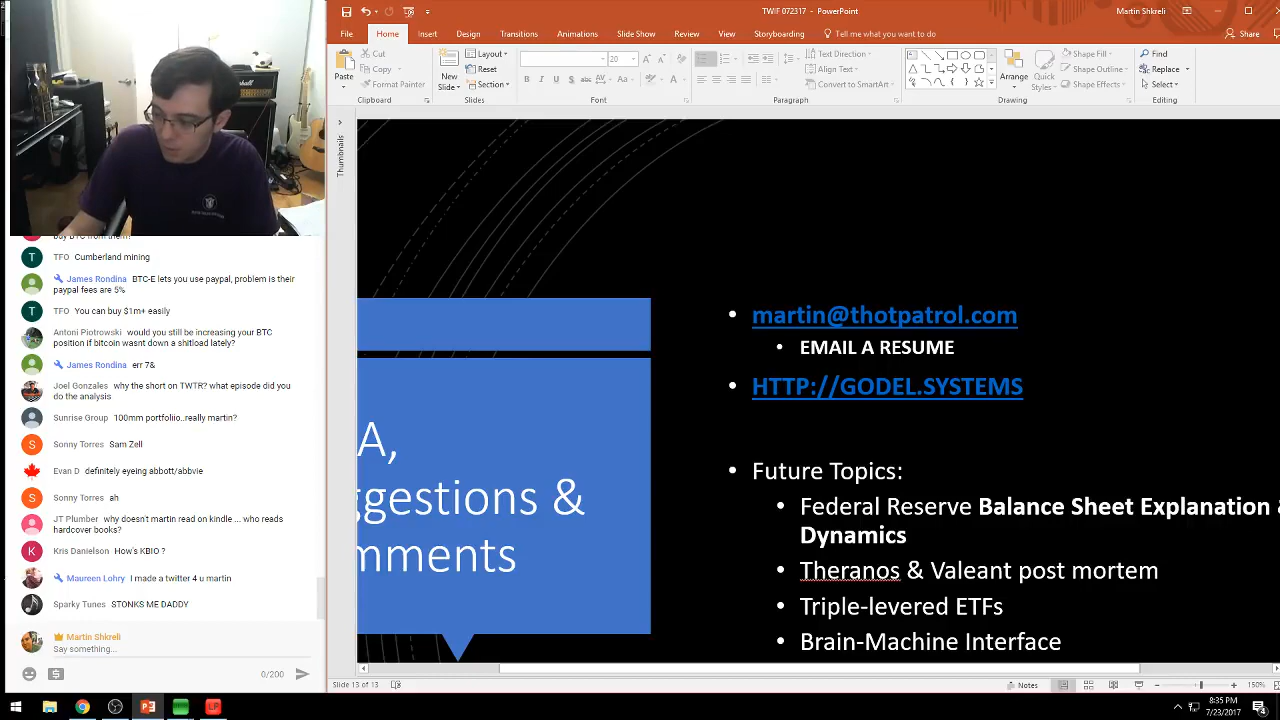 TWIF 072317 - PowerPoint
Martin Shkreli
File Home Insert Design Transitions Animations Slide Show Review View Storyboarding Tell me what you want to do Share
Paste
Cut
Copy
Format Painter
Clipboard
New
Slide
Layout
Reset
Section
Slides
20
Font
Text Direction
Align Text
Convert to SmartArt
Paragraph
Arrange
Quick
Styles
Shape Fill
Shape Outline
Shape Effects
Drawing
Find
Replace
Select
Editing
Thumbnails
buy BTC from them?
TFO Cumberland mining
James Rondina BTC-E lets you use paypal, problem is their
paypal fees are 5%
TFO You can buy $1m+ easily
Antoni Piotrowski would you still be increasing your BTC
position if bitcoin wasnt down a shitload lately?
James Rondina err 7&
Joel Gonzales why the short on TWTR? what episode did you
do the analysis
Sunrise Group 100mm portfoliio..really martin?
Sonny Torres Sam Zell
Evan D definitely eyeing abbott/abbvie
Sonny Torres ah
JT Plumber why doesn't martin read on kindle ... who reads
hardcover books?
Kris Danielson How's KBIO ?
Maureen Lohry I made a twitter 4 u martin
Sparky Tunes STONKS ME DADDY
Martin Shkreli
Say something...
0/200
A,
ggestions &
mments
• martin@thotpatrol.com
• EMAIL A RESUME
• HTTP://GODEL.SYSTEMS
• Future Topics:
• Federal Reserve Balance Sheet Explanation &
Dynamics
• Theranos & Valeant post mortem
• Triple-levered ETFs
• Brain-Machine Interface
Slide 13 of 13
Notes
150%
8:35 PM
7/23/2017